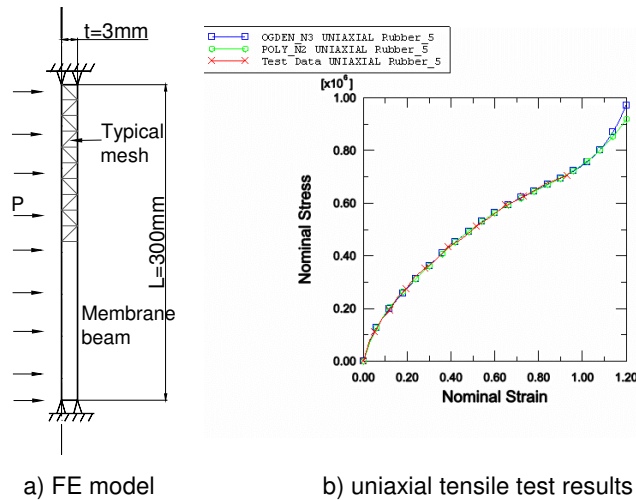 t=3mm
Typical
mesh
P
L=300mm
Membrane
beam
a) FE model
OGDEN_N3 UNIAXIAL Rubber_5
POLY_N2 UNIAXIAL Rubber_5
Test Data UNIAXIAL Rubber_5
[x10⁶]
1.00
0.80
0.60
0.40
0.20
0.00
Nominal Stress
0.00 0.20 0.40 0.60 0.80 1.00 1.20
Nominal Strain
b) uniaxial tensile test results